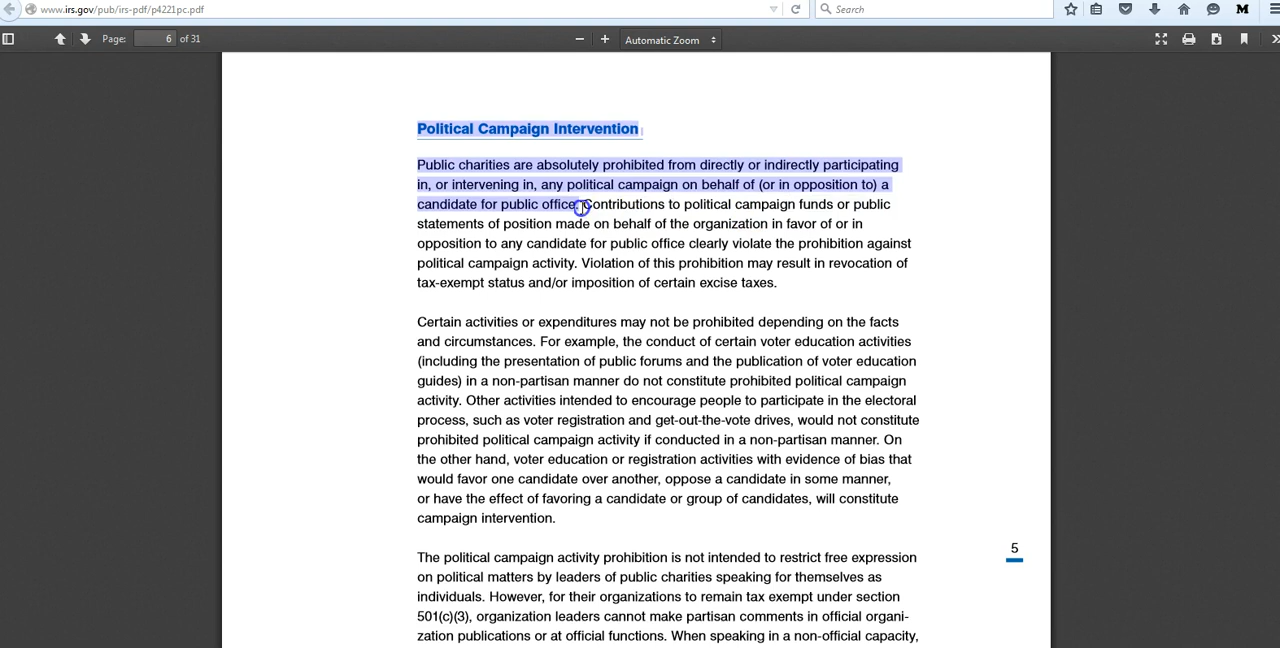 www.irs.gov/pub/irs-pdf/p4221pc.pdf
Search
M
Page: 6 of 31
Automatic Zoom
Political Campaign Intervention
Public charities are absolutely prohibited from directly or indirectly participating
in, or intervening in, any political campaign on behalf of (or in opposition to) a
candidate for public office. Contributions to political campaign funds or public
statements of position made on behalf of the organization in favor of or in
opposition to any candidate for public office clearly violate the prohibition against
political campaign activity. Violation of this prohibition may result in revocation of
tax-exempt status and/or imposition of certain excise taxes.
Certain activities or expenditures may not be prohibited depending on the facts
and circumstances. For example, the conduct of certain voter education activities
(including the presentation of public forums and the publication of voter education
guides) in a non-partisan manner do not constitute prohibited political campaign
activity. Other activities intended to encourage people to participate in the electoral
process, such as voter registration and get-out-the-vote drives, would not constitute
prohibited political campaign activity if conducted in a non-partisan manner. On
the other hand, voter education or registration activities with evidence of bias that
would favor one candidate over another, oppose a candidate in some manner,
or have the effect of favoring a candidate or group of candidates, will constitute
campaign intervention.
5
The political campaign activity prohibition is not intended to restrict free expression
on political matters by leaders of public charities speaking for themselves as
individuals. However, for their organizations to remain tax exempt under section
501(c)(3), organization leaders cannot make partisan comments in official organi-
zation publications or at official functions. When speaking in a non-official capacity,